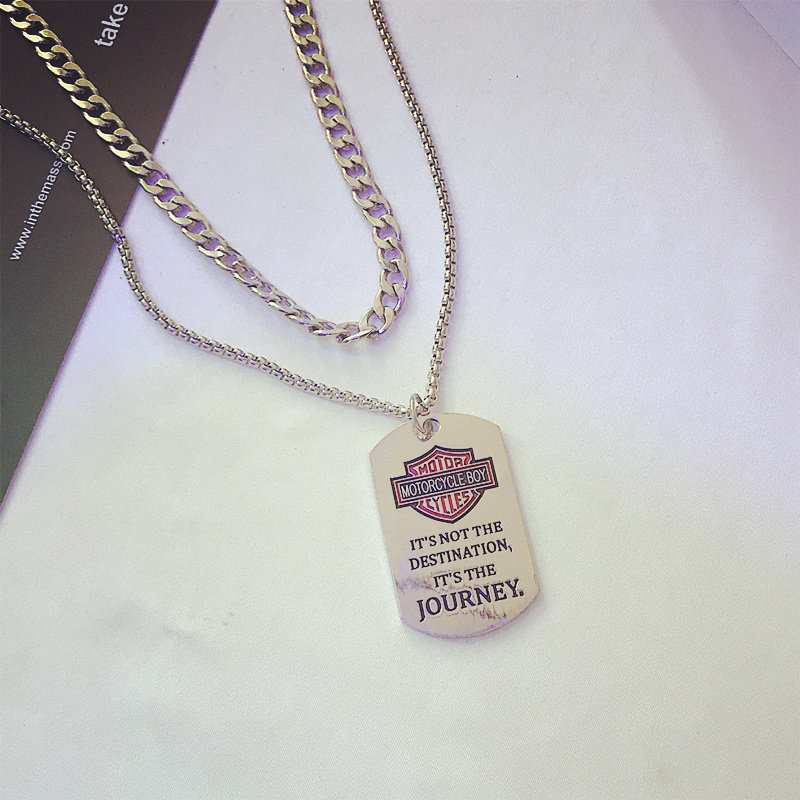 take
www.inthemass.com
MOTOR
MOTORCYCLE BOY
CYCLES
IT'S NOT THE
DESTINATION,
IT'S THE
JOURNEY.